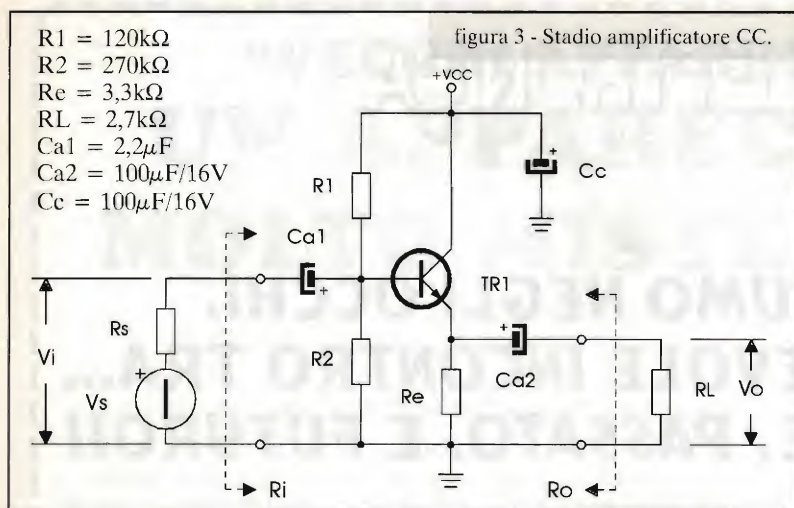 R1 = 120kΩ
R2 = 270kΩ
Re = 3,3kΩ
RL = 2,7kΩ
Ca1 = 2,2μF
Ca2 = 100μF/16V
Cc = 100μF/16V
figura 3 - Stadio amplificatore CC.
+VCC
+
Cc
R1
Ca1
+
TR1
Rs
Vi
+
Vs
R2
+
Ca2
Re
RL
Vo
Ri
Ro